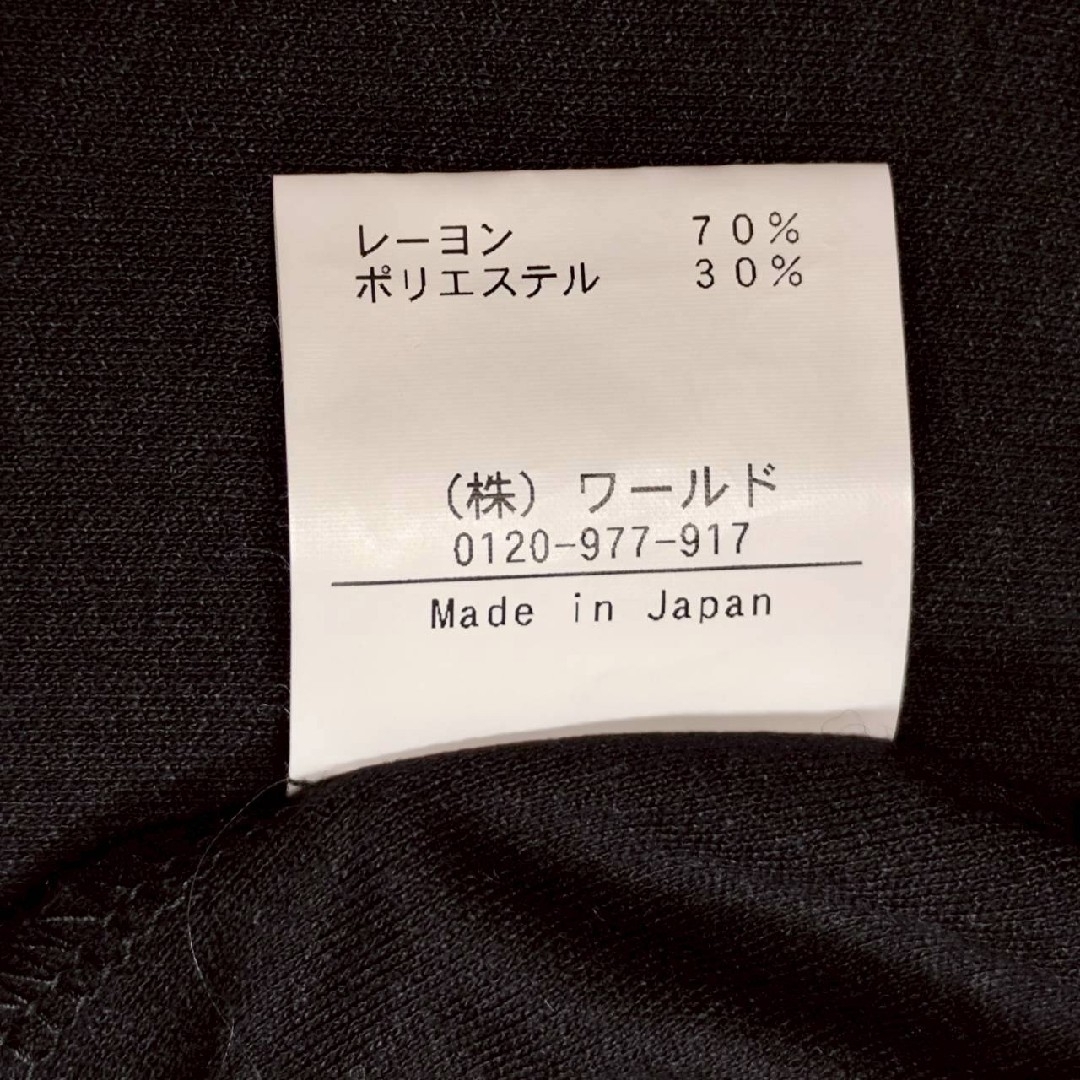 レーヨン ７０％
ポリエステル ３０％
（株）ワールド
0120-977-917
Made in Japan